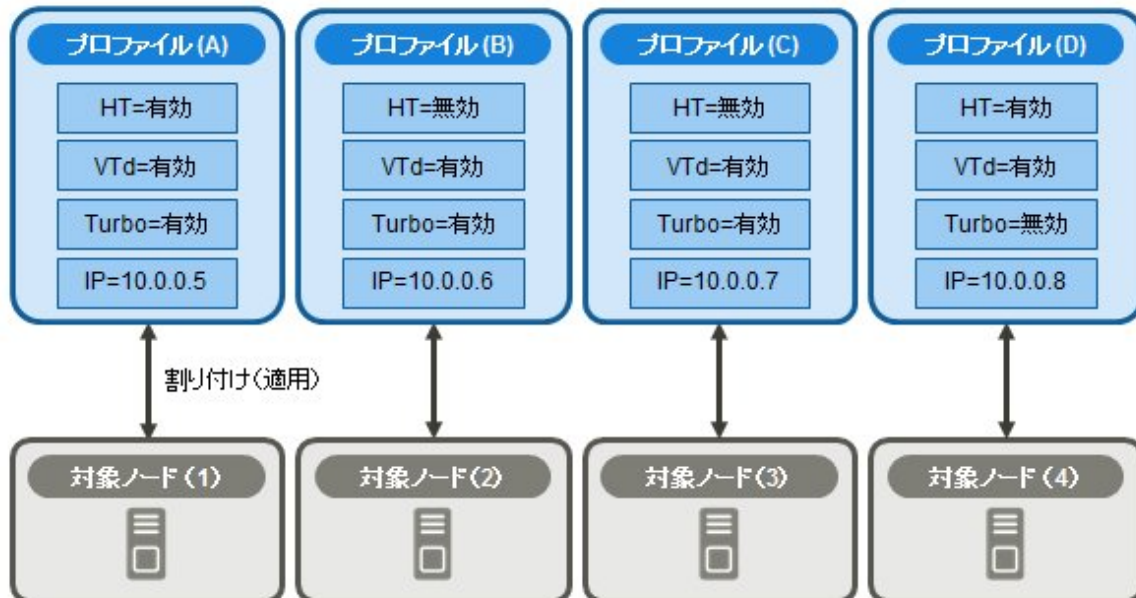 プロファイル(A)
HT=有効
VTd=有効
Turbo=有効
IP=10.0.0.5
プロファイル(B)
HT=無効
VTd=有効
Turbo=有効
IP=10.0.0.6
プロファイル(C)
HT=無効
VTd=有効
Turbo=有効
IP=10.0.0.7
プロファイル(D)
HT=有効
VTd=有効
Turbo=無効
IP=10.0.0.8
割り付け(適用)
対象ノード(1)
対象ノード(2)
対象ノード(3)
対象ノード(4)